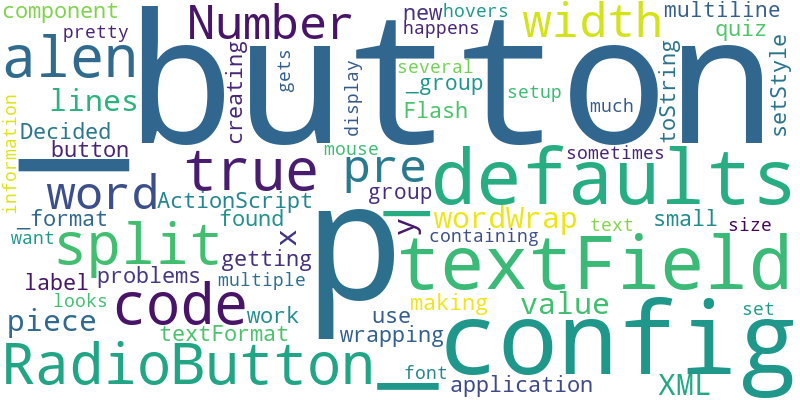 component
pretty
Number
new
hovers
happens
width
multiline
quiz
alen
_button
creating
gets
display
several
_group
Flash
setup
much
toString
setStyle
lines
information
Decided
button
true
mouse
pre
sometimes
defaults
word
ActionScript
group
_format
found
x
p_
y
wordWrap
text
small
size
want
split
getting
containing
textField
label
problems
multiple
looks
code
making
value
set
piece
textFormat
work
use
wrapping
config
RadioButton
_
font
application
XML